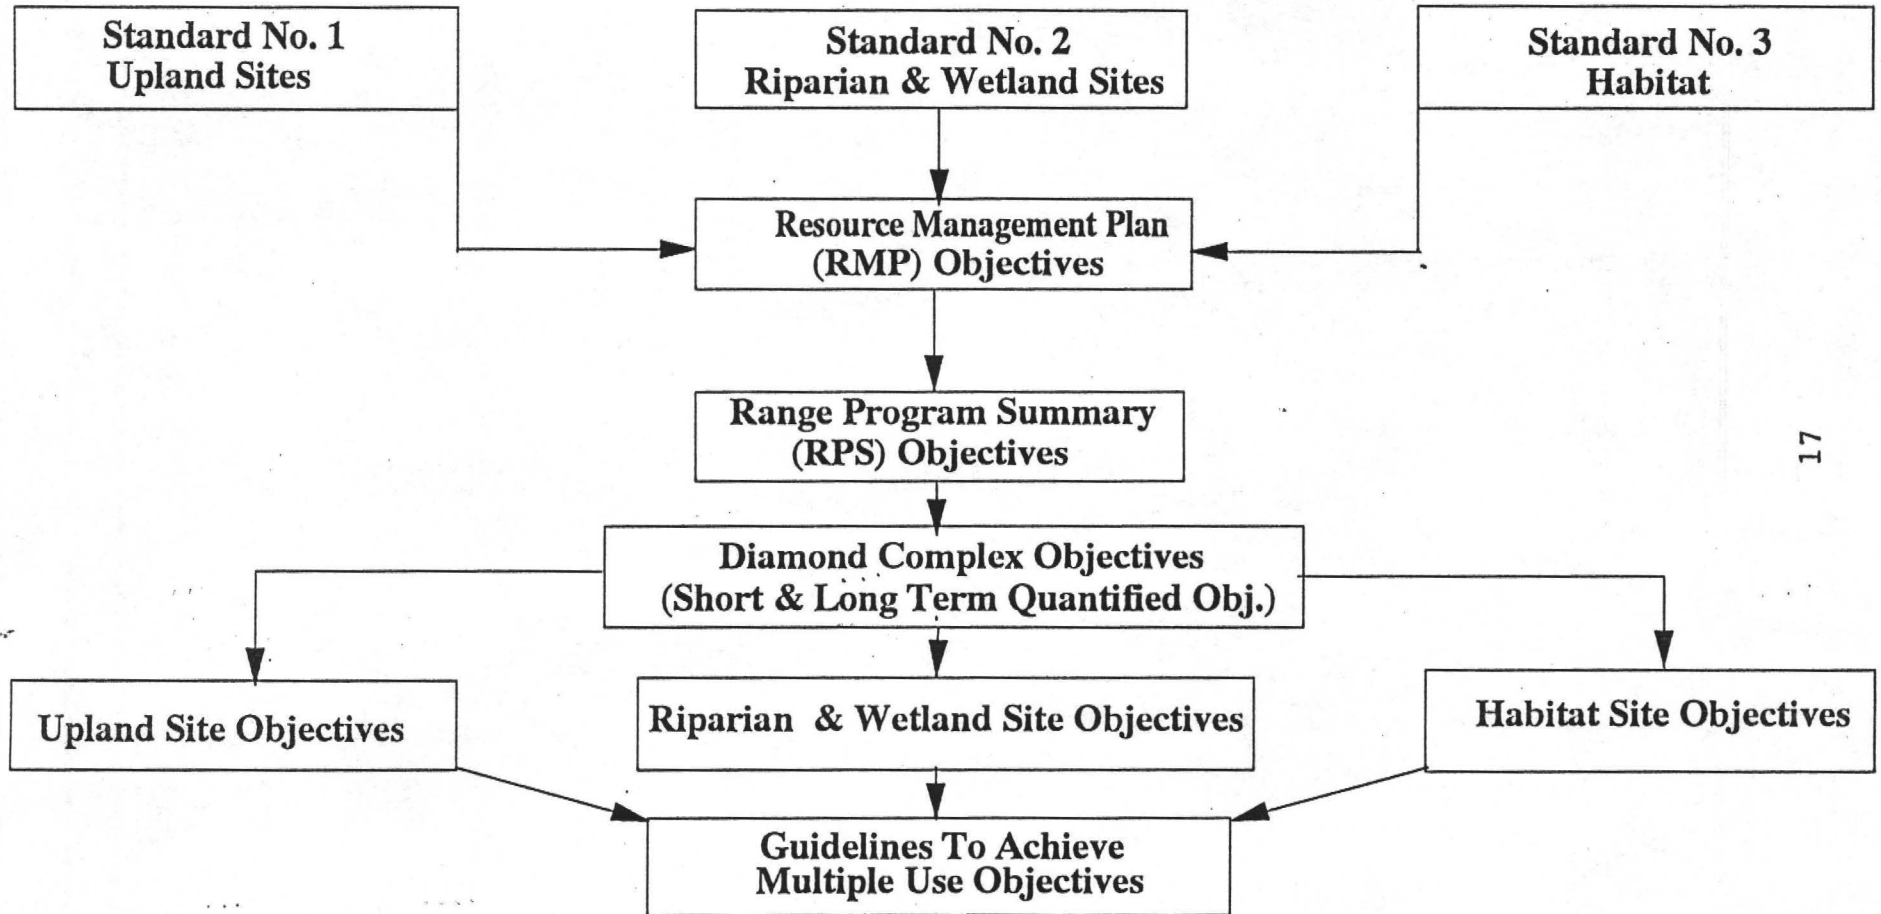 Standard No. 1
Upland Sites
Standard No. 2
Riparian & Wetland Sites
Standard No. 3
Habitat
Resource Management Plan
(RMP) Objectives
Range Program Summary
(RPS) Objectives
17
Diamond Complex Objectives
(Short & Long Term Quantified Obj.)
Upland Site Objectives
Riparian & Wetland Site Objectives
Habitat Site Objectives
Guidelines To Achieve
Multiple Use Objectives